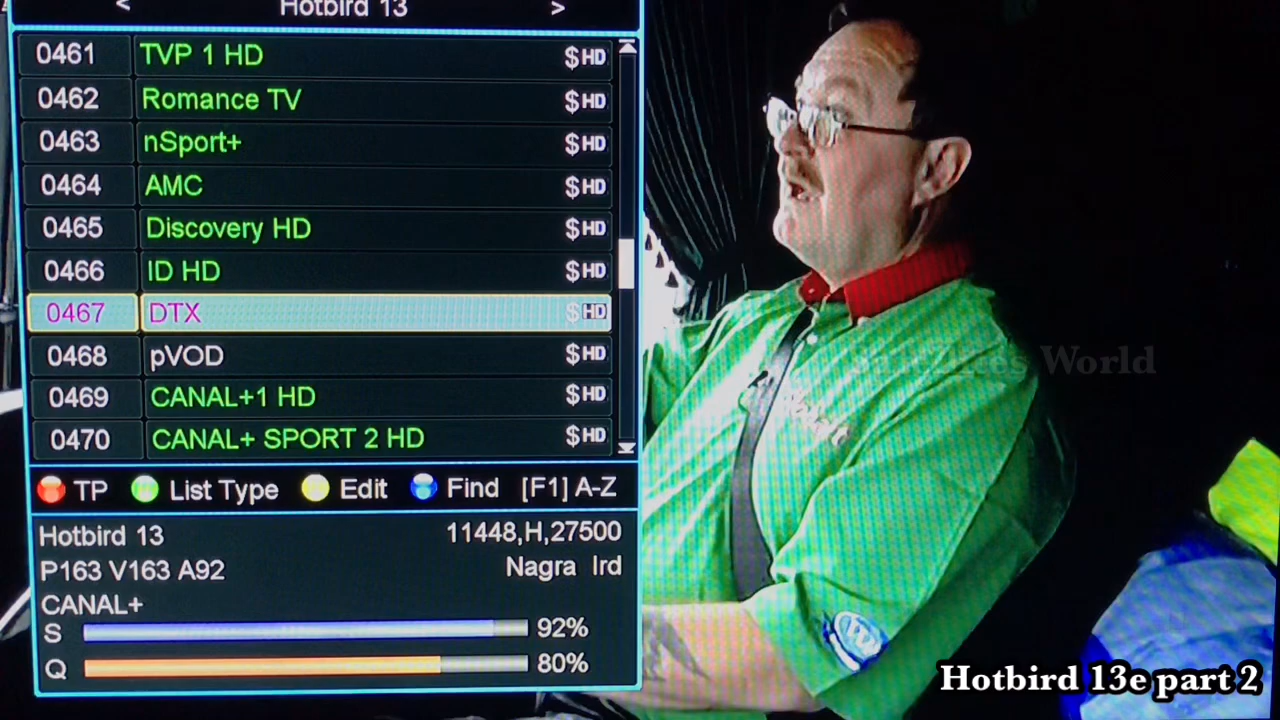 < Hotbird 13 >
0461 TVP 1 HD $HD
0462 Romance TV $HD
0463 nSport+ $HD
0464 AMC $HD
0465 Discovery HD $HD
0466 ID HD $HD
0467 DTX $HD
0468 pVOD $HD
0469 CANAL+1 HD $HD
0470 CANAL+ SPORT 2 HD $HD
TP List Type Edit Find [F1] A-Z
Hotbird 13 11448,H,27500
P163 V163 A92 Nagra Ird
CANAL+
S 92%
Q 80%
World
W
Hotbird 13e part 2